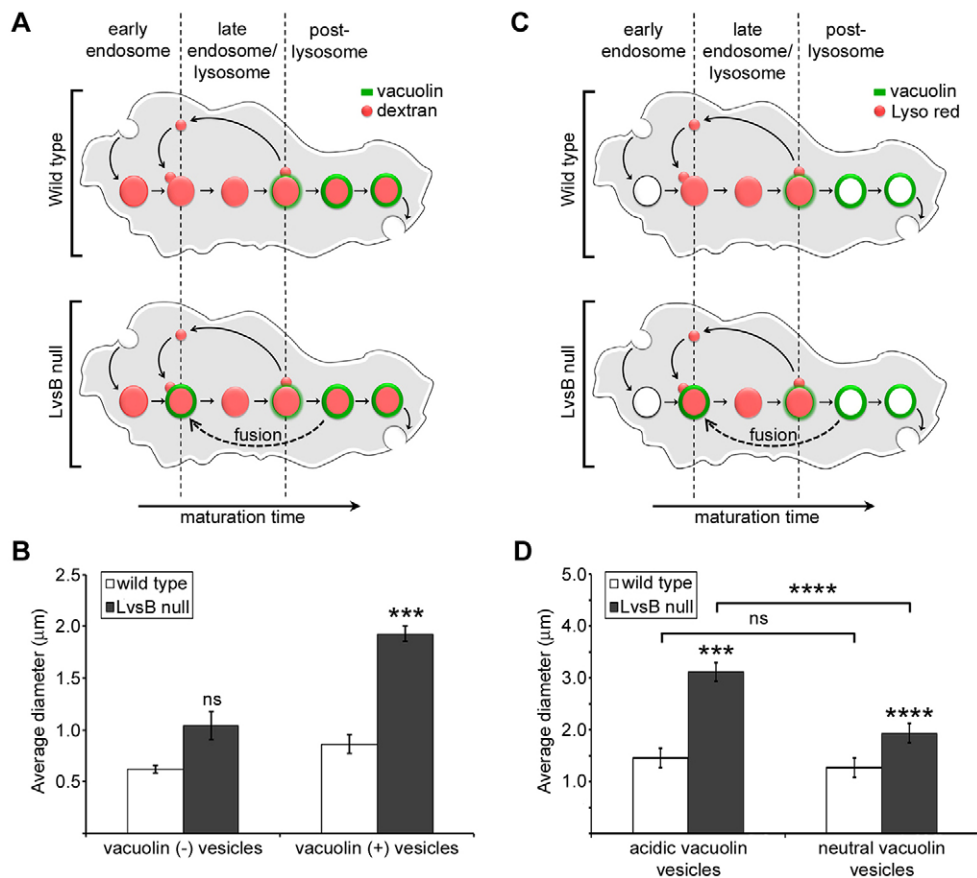 A
early
endosome
late
endosome/
lysosome
post-
lysosome
vacuolin
dextran
Wild type
LvsB null
fusion
maturation time
C
early
endosome
late
endosome/
lysosome
post-
lysosome
vacuolin
Lyso red
Wild type
LvsB null
fusion
maturation time
B
Average diameter (μm)
2.5
2.0
1.5
1.0
0.5
wild type
LvsB null
ns
***
vacuolin (-) vesicles
vacuolin (+) vesicles
D
Average diameter (μm)
5.0
4.0
3.0
2.0
1.0
wild type
LvsB null
****
ns
***
****
acidic vacuolin
vesicles
neutral vacuolin
vesicles